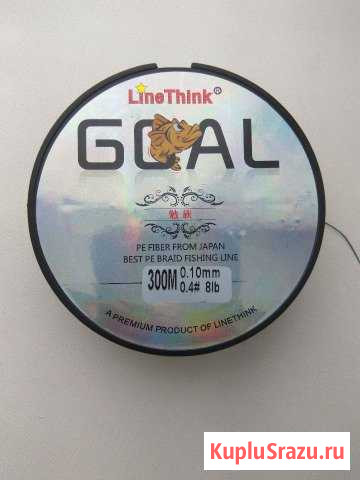 LineThink®
GOAL
PE FIBER FROM JAPAN
BEST PE BRAID FISHING LINE
300M 0.10mm
0.4# 8lb
A PREMIUM PRODUCT OF LINETHINK
KupluSrazu.ru